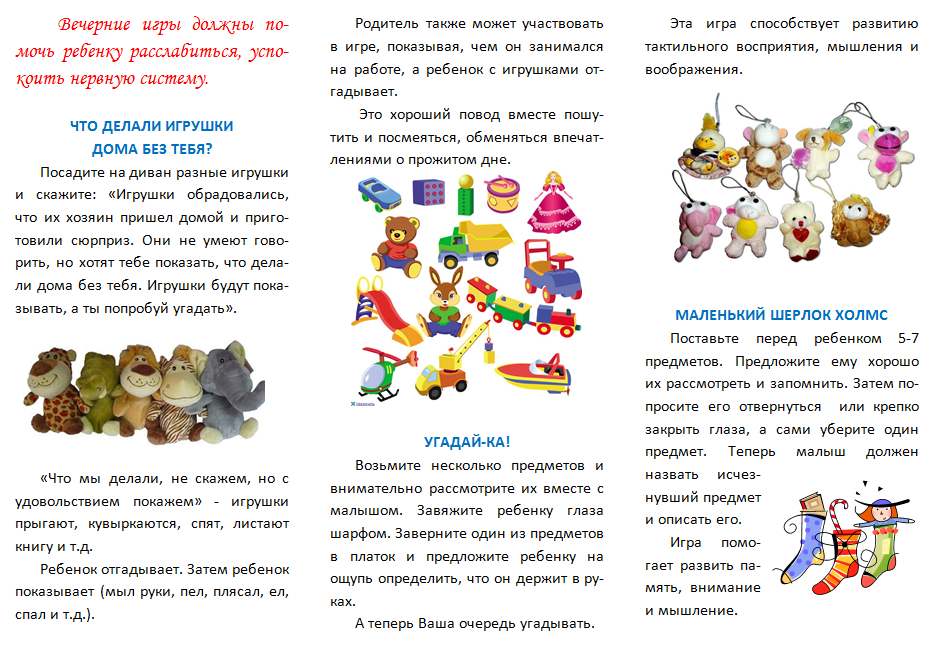 Вечерние игры должны по-
мочь ребенку расслабиться, успо-
коить нервную систему.
ЧТО ДЕЛАЛИ ИГРУШКИ
ДОМА БЕЗ ТЕБЯ?
Посадите на диван разные игрушки
и скажите: «Игрушки обрадовались,
что их хозяин пришел домой и приго-
товили сюрприз. Они не умеют гово-
рить, но хотят тебе показать, что дела-
ли дома без тебя. Игрушки будут пока-
зывать, а ты попробуй угадать».
«Что мы делали, не скажем, но с
удовольствием покажем» - игрушки
прыгают, кувыркаются, спят, листают
книгу и т.д.
Ребенок отгадывает. Затем ребенок
показывает (мыл руки, пел, плясал, ел,
спал и т.д.).
Родитель также может участвовать
в игре, показывая, чем он занимался
на работе, а ребенок с игрушками от-
гадывает.
Это хороший повод вместе пошу-
тить и посмеяться, обменяться впечат-
лениями о прожитом дне.
УГАДАЙ-КА!
Возьмите несколько предметов и
внимательно рассмотрите их вместе с
малышом. Завяжите ребенку глаза
шарфом. Заверните один из предметов
в платок и предложите ребенку на
ощупь определить, что он держит в ру-
ках.
А теперь Ваша очередь угадывать.
Эта игра способствует развитию
тактильного восприятия, мышления и
воображения.
МАЛЕНЬКИЙ ШЕРЛОК ХОЛМС
Поставьте перед ребенком 5-7
предметов. Предложите ему хорошо
их рассмотреть и запомнить. Затем по-
просите его отвернуться или крепко
закрыть глаза, а сами уберите один
предмет. Теперь малыш должен
назвать исчез-
нувший предмет
и описать его.
Игра помо-
гает развить па-
мять, внимание
и мышление.